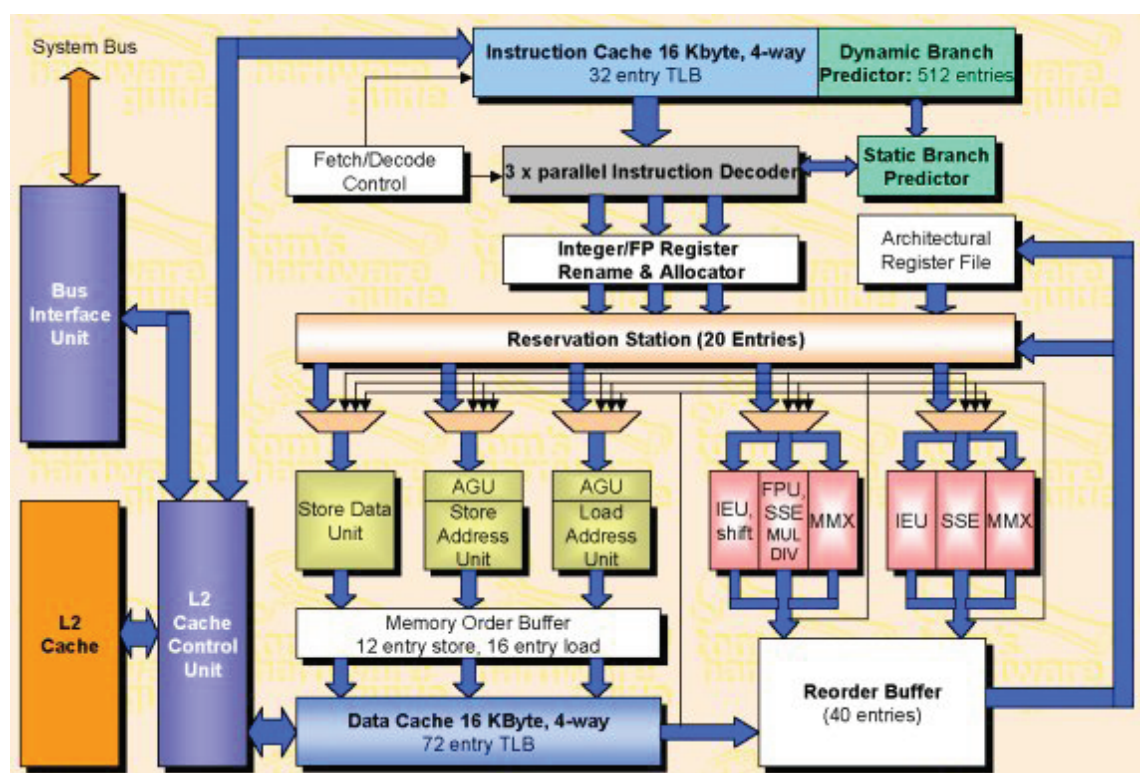 System Bus
Instruction Cache 16 Kbyte, 4-way
32 entry TLB
Dynamic Branch
Predictor: 512 entries
Fetch/Decode
Control
3 x parallel Instruction Decoder
Static Branch
Predictor
Integer/FP Register
Rename & Allocator
Architectural
Register File
Bus
Interface
Unit
Reservation Station (20 Entries)
Store Data
Unit
AGU
Store
Address
Unit
AGU
Load
Address
Unit
IEU,
shift
FPU,
SSE
MUL
DIV
MMX
IEU
SSE
MMX
L2
Cache
L2
Cache
Control
Unit
Memory Order Buffer
12 entry store, 16 entry load
Data Cache 16 KByte, 4-way
72 entry TLB
Reorder Buffer
(40 entries)
tom's
hardware
guide